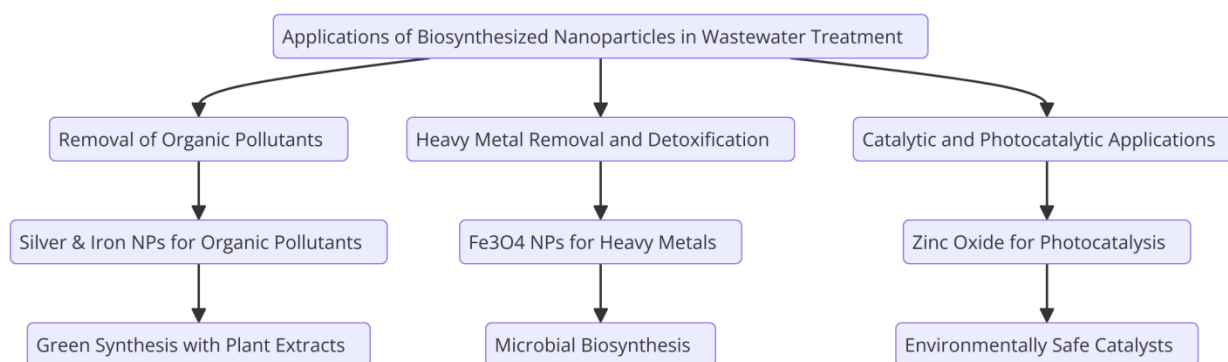 Applications of Biosynthesized Nanoparticles in Wastewater Treatment
Removal of Organic Pollutants
Heavy Metal Removal and Detoxification
Catalytic and Photocatalytic Applications
Silver & Iron NPs for Organic Pollutants
Fe3O4 NPs for Heavy Metals
Zinc Oxide for Photocatalysis
Green Synthesis with Plant Extracts
Microbial Biosynthesis
Environmentally Safe Catalysts